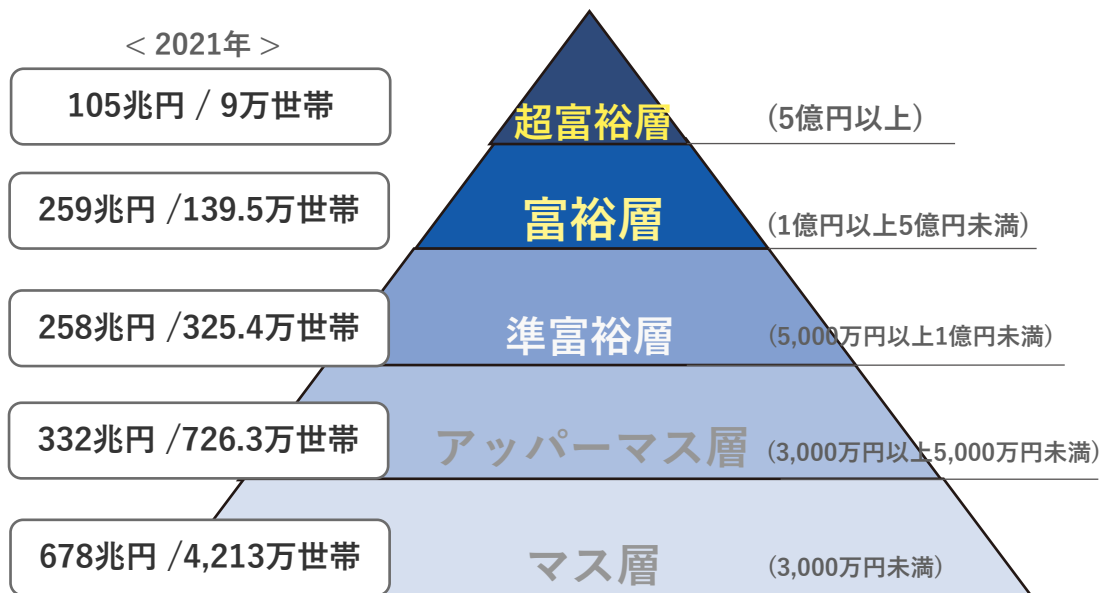 < 2021年 >
105兆円 / 9万世帯
超富裕層
(5億円以上)
259兆円 /139.5万世帯
富裕層
(1億円以上5億円未満)
258兆円 /325.4万世帯
準富裕層
(5,000万円以上1億円未満)
332兆円 /726.3万世帯
アッパーマス層
(3,000万円以上5,000万円未満)
678兆円 /4,213万世帯
マス層
(3,000万円未満)